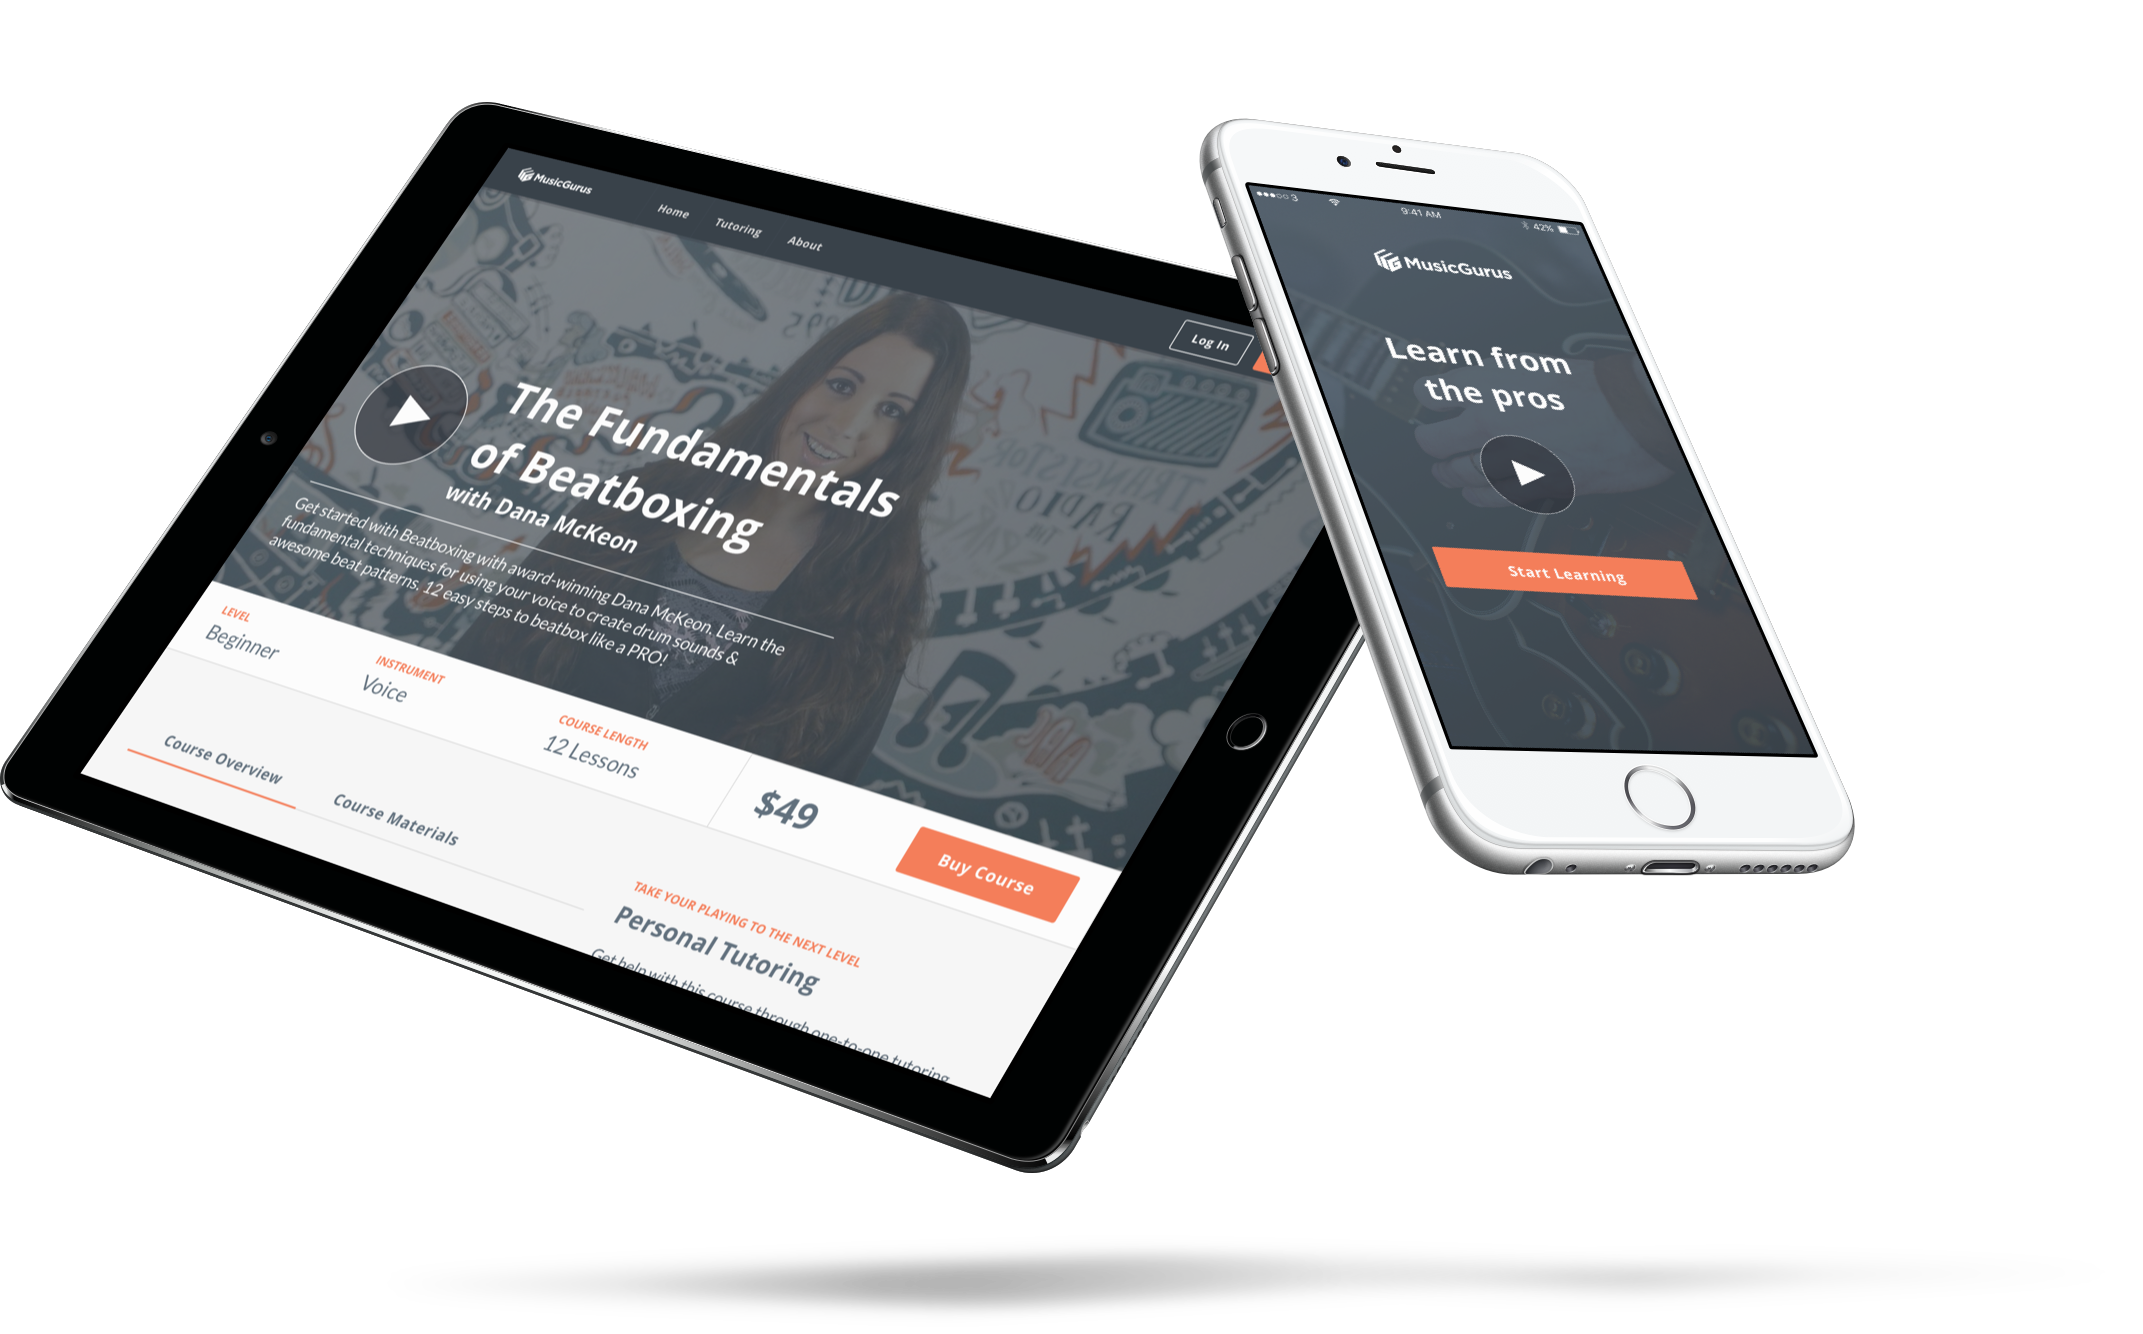 MusicGurus
Home
Tutoring
About
Log In
1995
TRANSISTOR
RADIO
The Fundamentals
of Beatboxing
with Dana McKeon
Get started with Beatboxing with award-winning Dana McKeon. Learn the
fundamental techniques for using your voice to create drum sounds &
awesome beat patterns. 12 easy steps to beatbox like a PRO!
LEVEL
Beginner
INSTRUMENT
Voice
COURSE LENGTH
12 Lessons
$49
Buy Course
Course Overview
Course Materials
TAKE YOUR PLAYING TO THE NEXT LEVEL
Personal Tutoring
Get help with this course through one-to-one tutoring
3
9:41 AM
42%
MusicGurus
Learn from
the pros
Start Learning